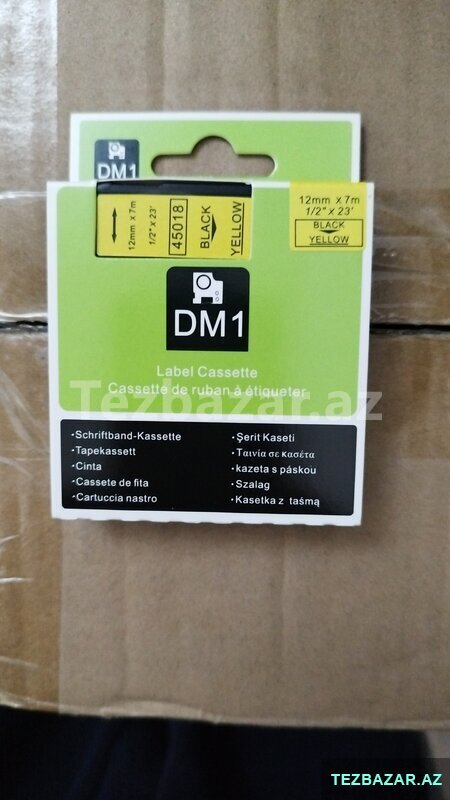 DM1
12mm x 7m
1/2" x 23'
45018
BLACK
YELLOW
12mm x 7m
1/2" x 23'
BLACK
YELLOW
DM1
Label Cassette
Cassette de ruban à étiqueter
Tezbazar.az
·Schriftband-Kassette
·Tapekassett
·Cinta
·Cassete de fita
·Cartuccia nastro
·Şerit Kaseti
·Ταινία σε κασέτα
·kazeta s páskou
·Szalag
·Kasetka z taśmą
TEZBAZAR.AZ